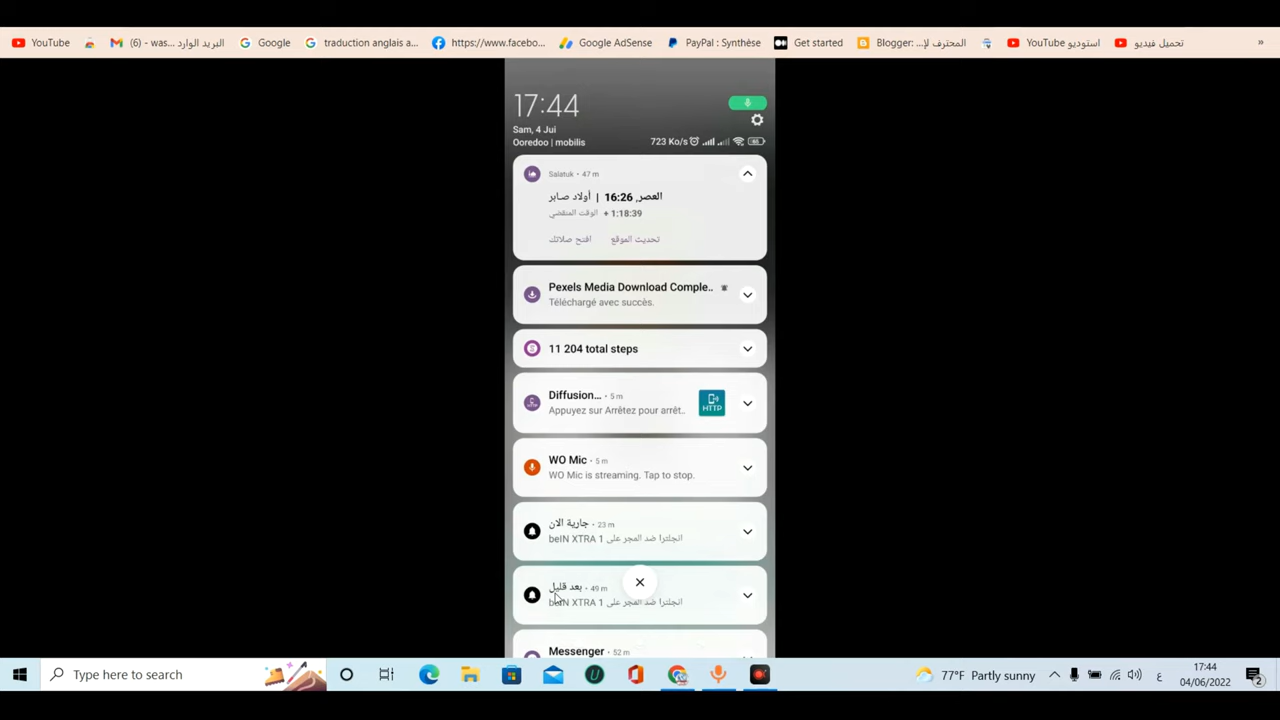 YouTube
(6) - was... البريد الوارد
Google
traduction anglais a...
https://www.facebo...
Google AdSense
PayPal : Synthèse
Get started
Blogger: المحترف لإ...
استوديو YouTube
تحميل فيديو
»
17:44
Sam, 4 Jui
Ooredoo | mobilis
723 Ko/s
Salatuk • 47 m
العصر, 16:26 | أولاد صابر
الوقت المنقضي + 1:18:39
افتح صلاتك تحديث الموقع
Pexels Media Download Comple..
Téléchargé avec succès.
11 204 total steps
Diffusion... • 5 m
Appuyez sur Arrêtez pour arrêt..
HTTP
WO Mic • 5 m
WO Mic is streaming. Tap to stop.
جارية الان • 23 m
انجلترا ضد المجر على beIN XTRA 1
بعد قليل • 49 m
انجلترا ضد المجر على beIN XTRA 1
Messenger • 52 m
Type here to search
77°F Partly sunny
ع
17:44
04/06/2022
2